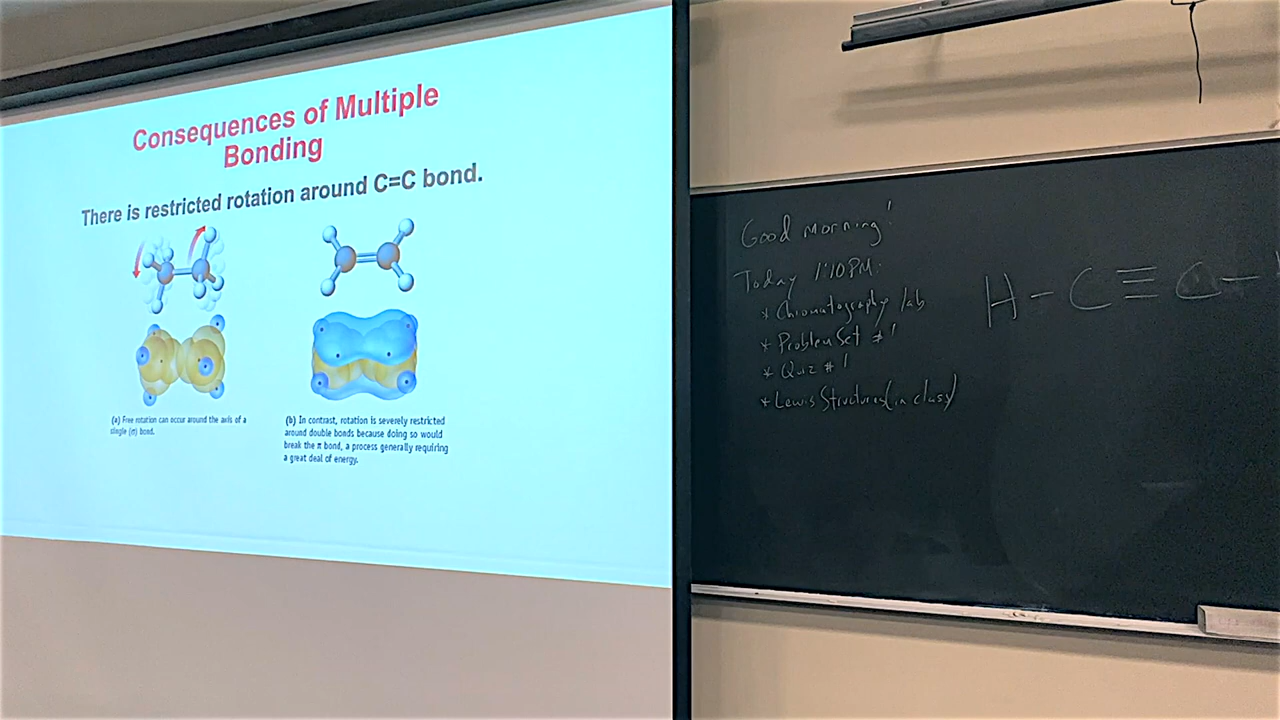 Consequences of Multiple
Bonding
There is restricted rotation around C=C bond.
(a) Free rotation can occur around the axis of a
single (σ) bond.
(b) In contrast, rotation is severely restricted
around double bonds because doing so would
break the π bond, a process generally requiring
a great deal of energy.
Good morning!
Today 1:10PM:
* Chromatography lab
* Problem Set #1
* Quiz #1
* Lewis Structures (in class)
H-C≡C-